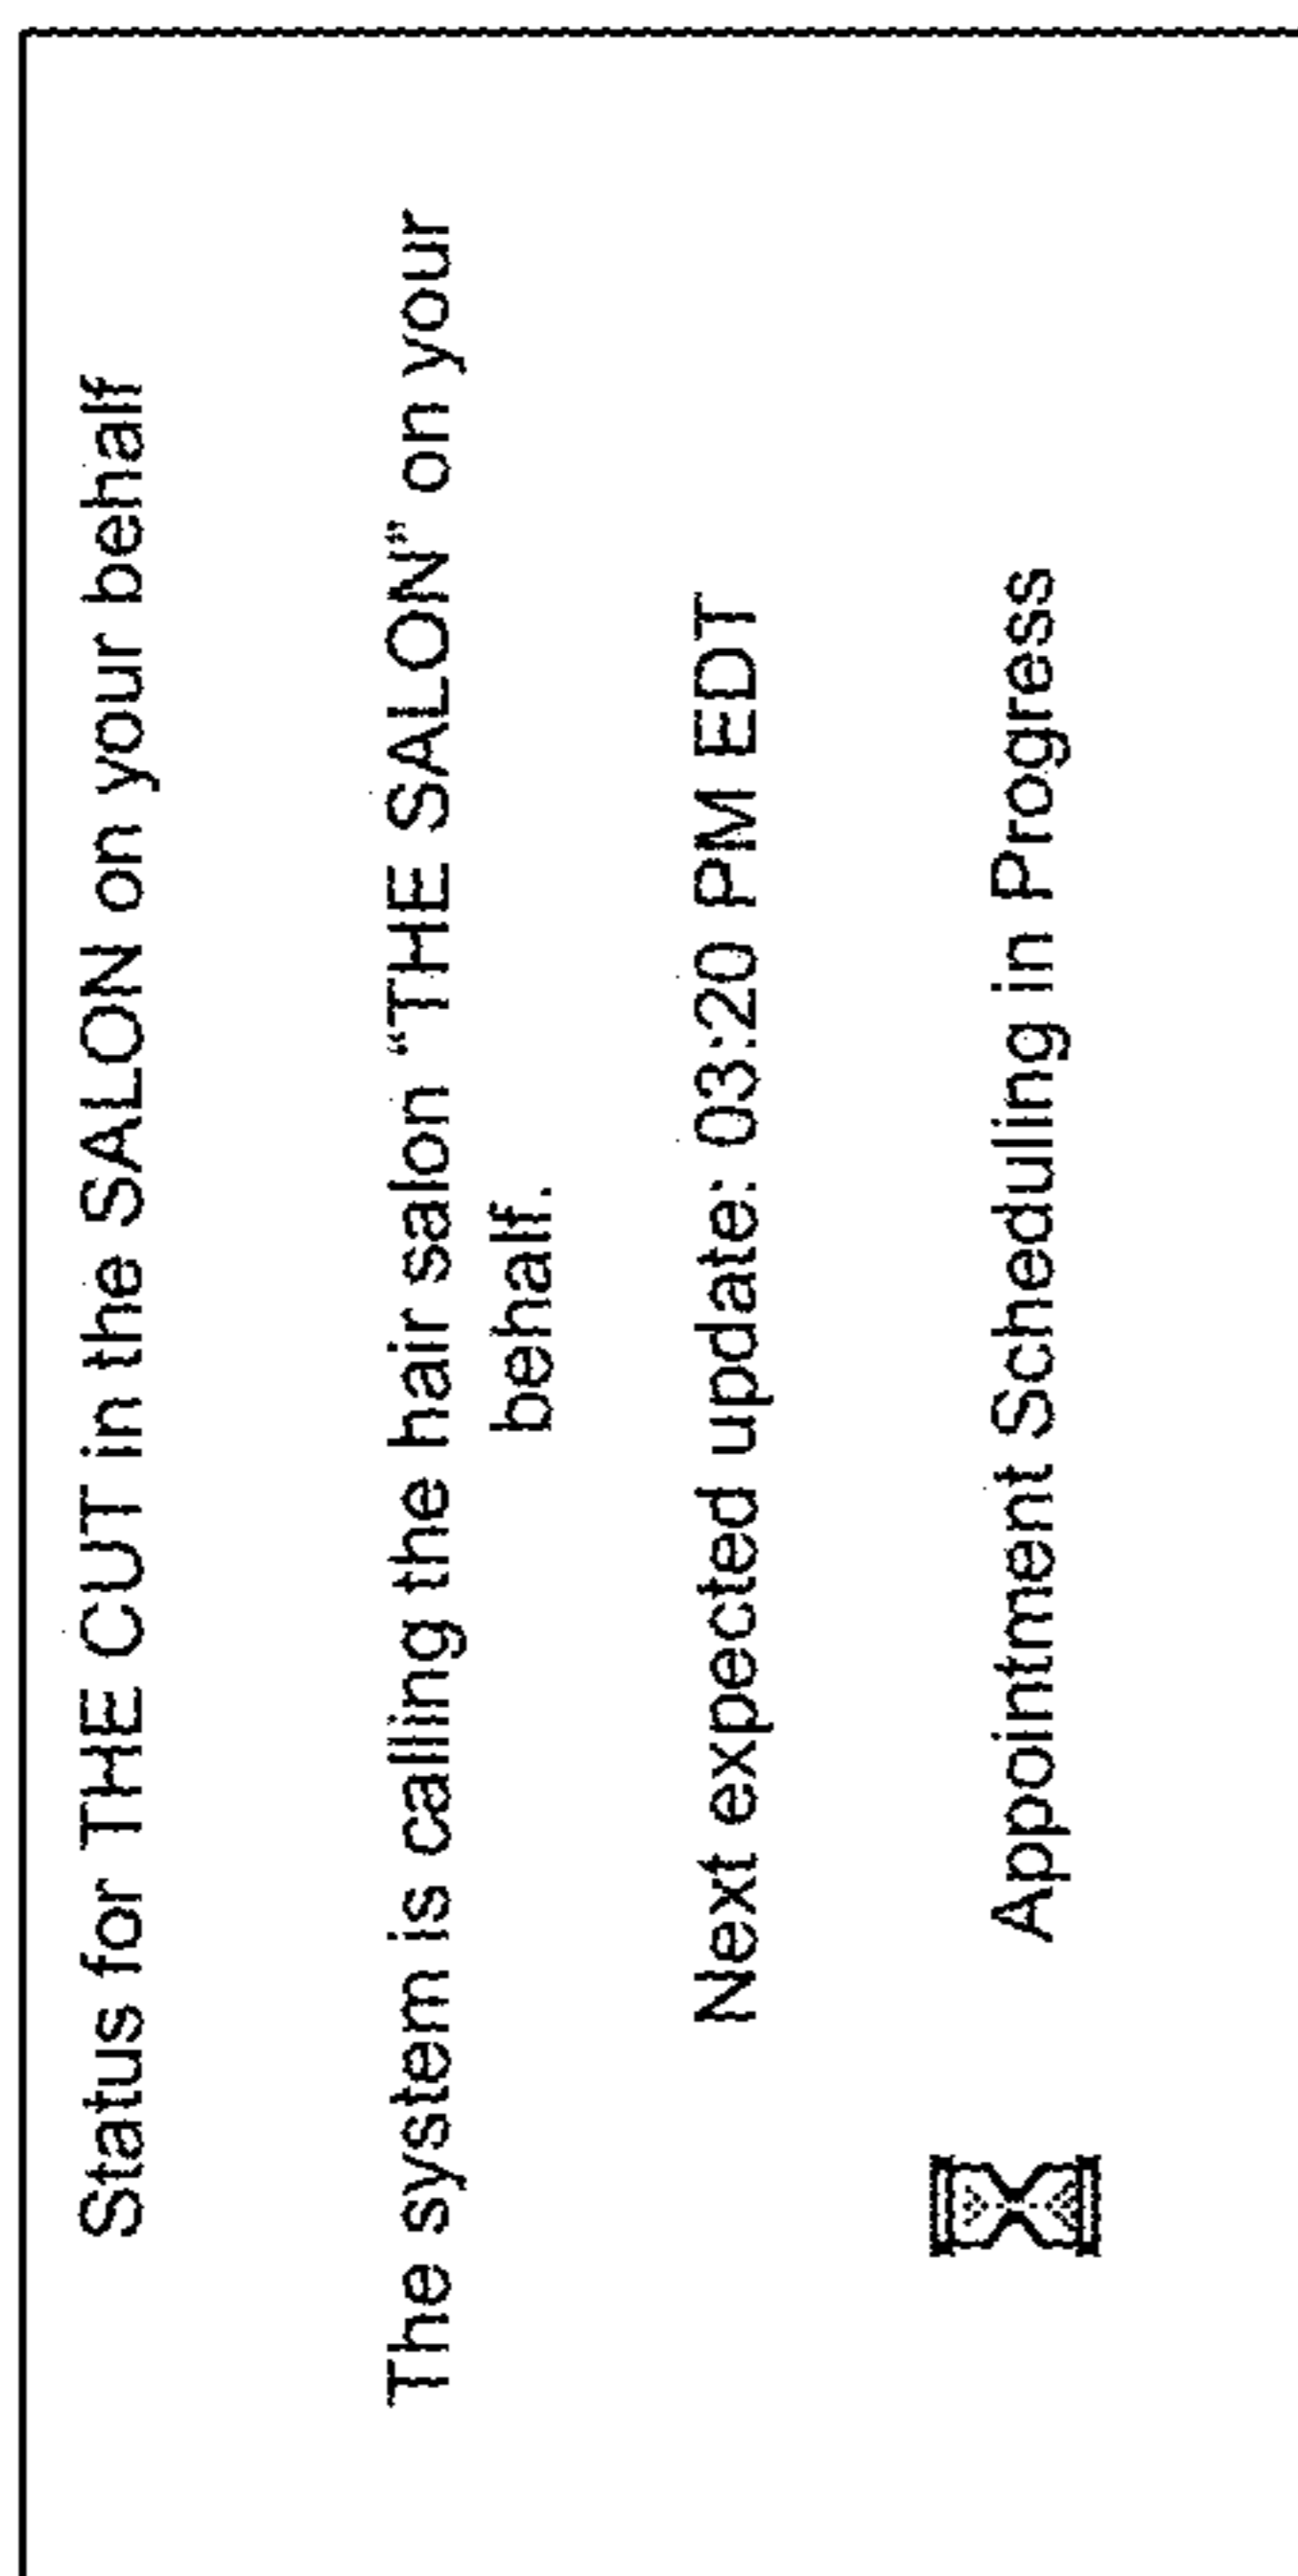 Status for THE CUT in the SALON on your behalf
The system is calling the hair salon “THE SALON” on your
behalf.
Next expected update: 03:20 PM EDT
Appointment Scheduling in Progress